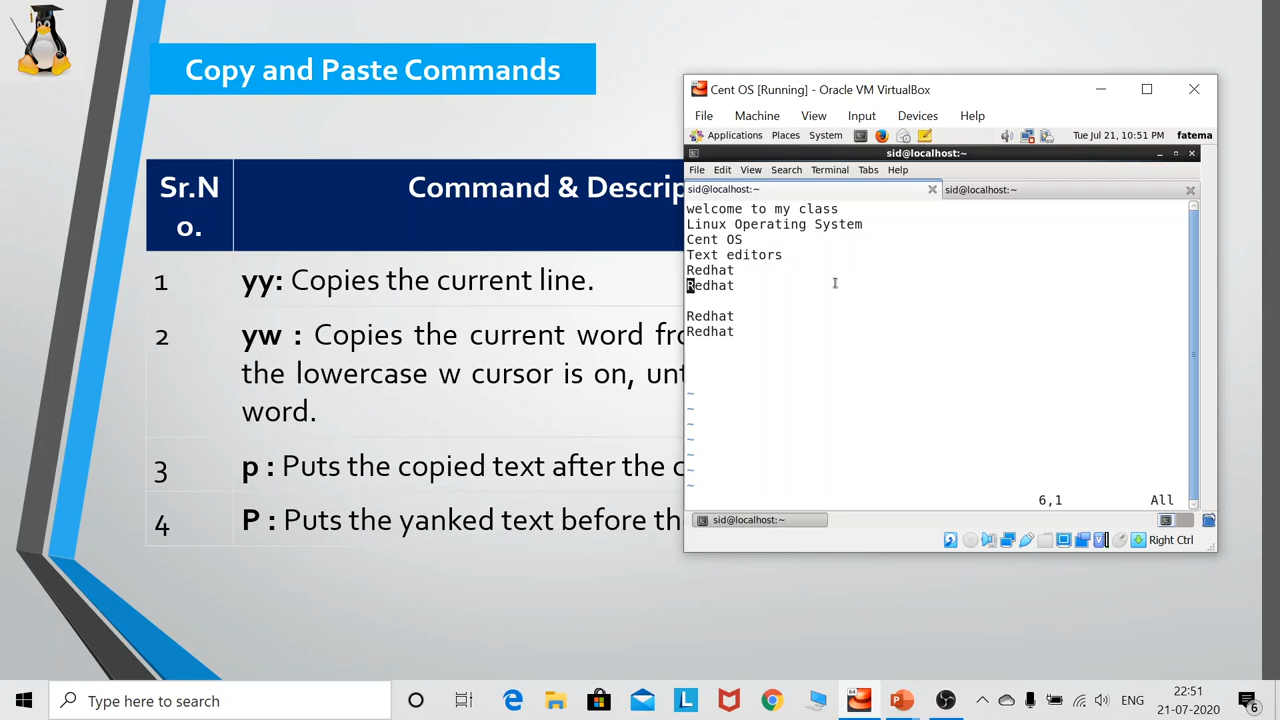 Copy and Paste Commands
Sr.N
o.
Command & Descrip
1
yy: Copies the current line.
2
yw : Copies the current word fro
the lowercase w cursor is on, unt
word.
3
p : Puts the copied text after the c
4
P : Puts the yanked text before th
Cent OS [Running] - Oracle VM VirtualBox
File Machine View Input Devices Help
Applications Places System
Tue Jul 21, 10:51 PM fatema
sid@localhost:~
File Edit View Search Terminal Tabs Help
sid@localhost:~
sid@localhost:~
welcome to my class
Linux Operating System
Cent OS
Text editors
Redhat
Redhat
Redhat
Redhat
~
~
~
~
~
~
~
6,1 All
sid@localhost:~
Right Ctrl
Type here to search
ENG
22:51
21-07-2020
6